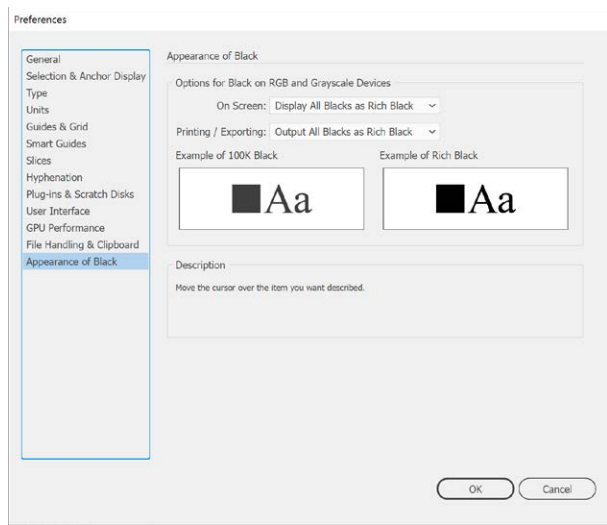 Preferences
General
Selection & Anchor Display
Type
Units
Guides & Grid
Smart Guides
Slices
Hyphenation
Plug-ins & Scratch Disks
User Interface
GPU Performance
File Handling & Clipboard
Appearance of Black
Appearance of Black
Options for Black on RGB and Grayscale Devices
On Screen: Display All Blacks as Rich Black
Printing / Exporting: Output All Blacks as Rich Black
Example of 100K Black Example of Rich Black
Aa Aa
Description
Move the cursor over the item you want described.
OK Cancel